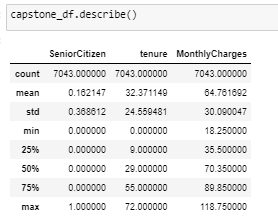 capstone_df.describe()
SeniorCitizen tenure MonthlyCharges
count 7043.000000 7043.000000 7043.000000
mean 0.162147 32.371149 64.761692
std 0.368612 24.559481 30.090047
min 0.000000 0.000000 18.250000
25% 0.000000 9.000000 35.500000
50% 0.000000 29.000000 70.350000
75% 0.000000 55.000000 89.850000
max 1.000000 72.000000 118.750000